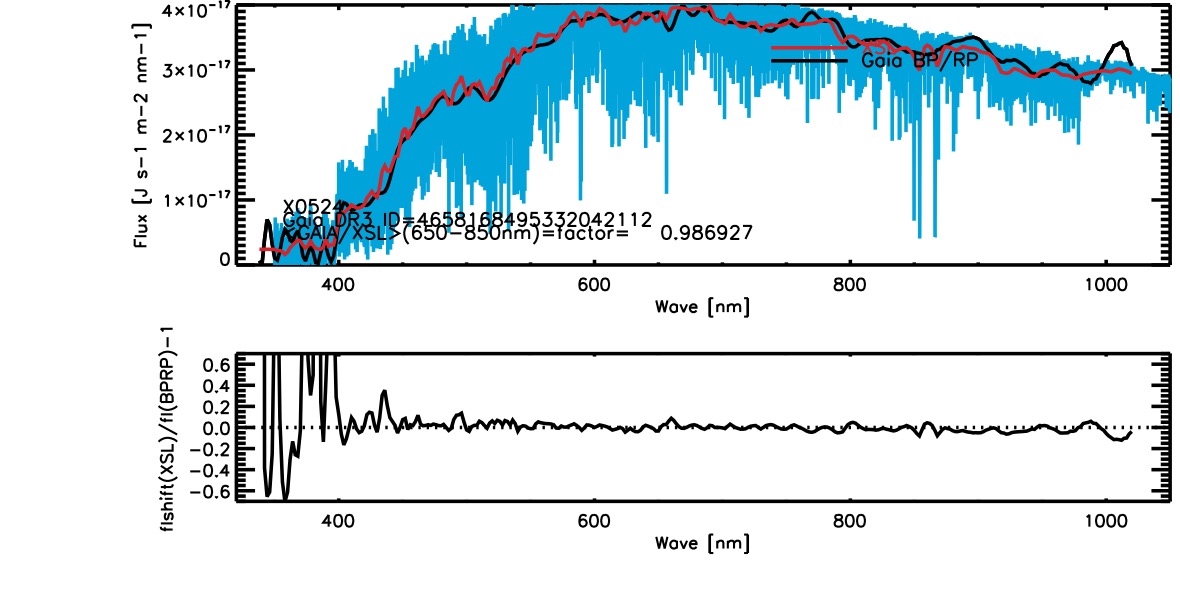 4×10⁻¹⁷
3×10⁻¹⁷
2×10⁻¹⁷
1×10⁻¹⁷
0
Flux [J s−1 m−2 nm−1]
XSL
Gaia BP/RP
X0524
Gaia DR3 ID=4658168495332042112
<GAIA/XSL>(650−850nm)=factor= 0.986927
400 600 800 1000
Wave [nm]
flshift(XSL)/fl(BPRP)−1
0.6
0.4
0.2
0.0
−0.2
−0.4
−0.6
400 600 800 1000
Wave [nm]